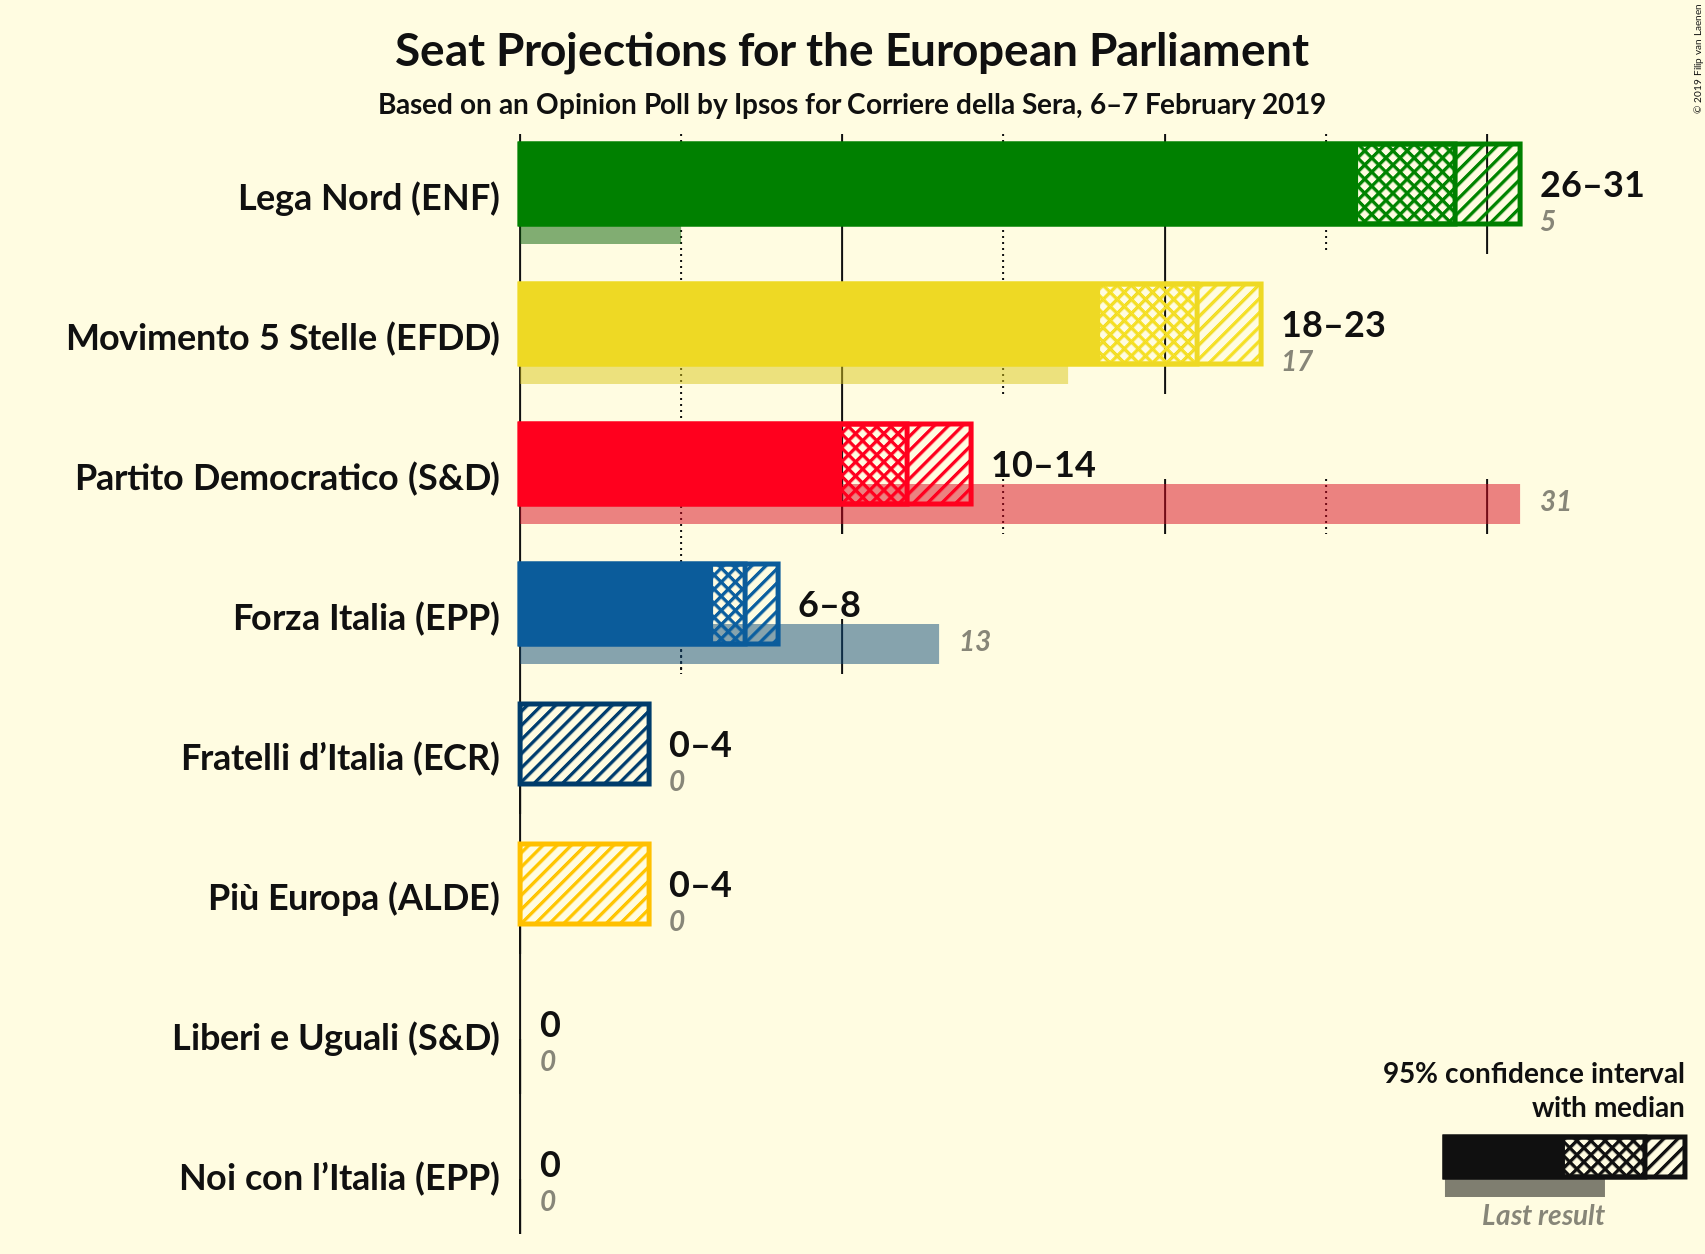 Seat Projections for the European Parliament
Based on an Opinion Poll by Ipsos for Corriere della Sera, 6–7 February 2019
© 2019 Filip van Laenen
Lega Nord (ENF)
26–31
5
Movimento 5 Stelle (EFDD)
18–23
17
Partito Democratico (S&D)
10–14
31
Forza Italia (EPP)
6–8
13
Fratelli d’Italia (ECR)
0–4
0
Più Europa (ALDE)
0–4
0
Liberi e Uguali (S&D)
0
0
Noi con l’Italia (EPP)
0
0
95% confidence interval
with median
Last result